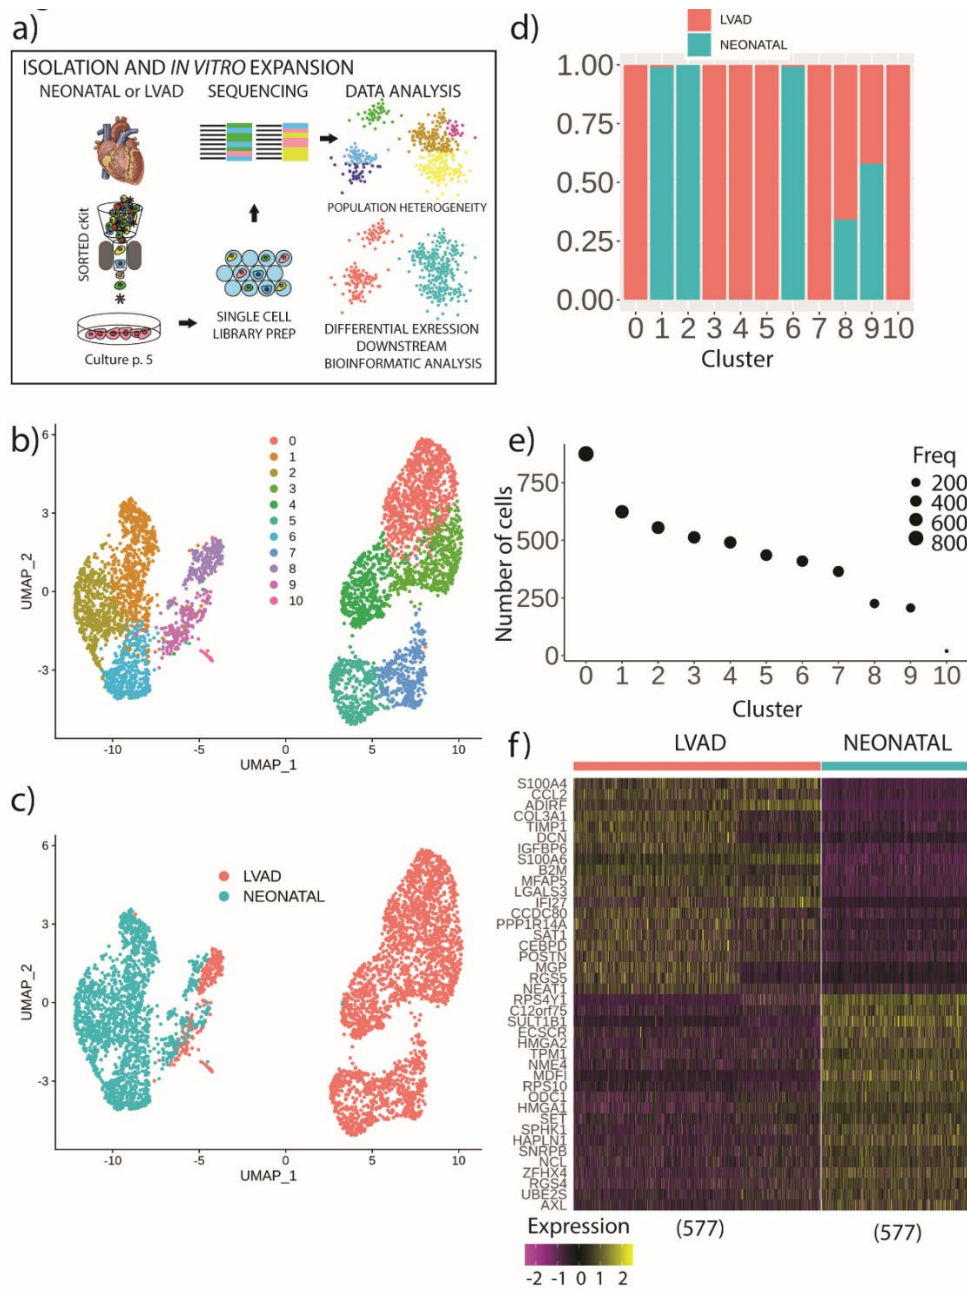 a)
ISOLATION AND IN VITRO EXPANSION
NEONATAL or LVAD
SEQUENCING
DATA ANALYSIS
SORTED cKit
POPULATION HETEROGENEITY
SINGLE CELL
LIBRARY PREP
Culture p. 5
DIFFERENTIAL EXRESSION
DOWNSTREAM
BIOINFORMATIC ANALYSIS
d)
LVAD
NEONATAL
1.00
0.75
0.50
0.25
0.00
0 1 2 3 4 5 6 7 8 9 10
Cluster
b)
6
3
0
-3
UMAP_2
-10 -5 0 5 10
UMAP_1
0
1
2
3
4
5
6
7
8
9
10
e)
Number of cells
750
500
250
0
0 1 2 3 4 5 6 7 8 9 10
Cluster
Freq
200
400
600
800
c)
6
3
0
-3
UMAP_2
-10 -5 0 5 10
UMAP_1
LVAD
NEONATAL
f)
LVAD NEONATAL
S100A4
CCL2
ADIRF
COL3A1
TIMP1
DCN
IGFBP6
S100A6
B2M
MFAP5
LGALS3
IFI27
CCDC80
PPP1R14A
SAT1
CEBPD
POSTN
MGP
RGS5
NEAT1
RPS4Y1
C12orf75
SULT1B1
ECSCR
HMGA2
TPM1
NME4
MDFI
RPS10
ODC1
HMGA1
SET
SPHK1
HAPLN1
SNRPB
NCL
ZFHX4
RGS4
UBE2S
AXL
Expression
-2 -1 0 1 2
(577) (577)